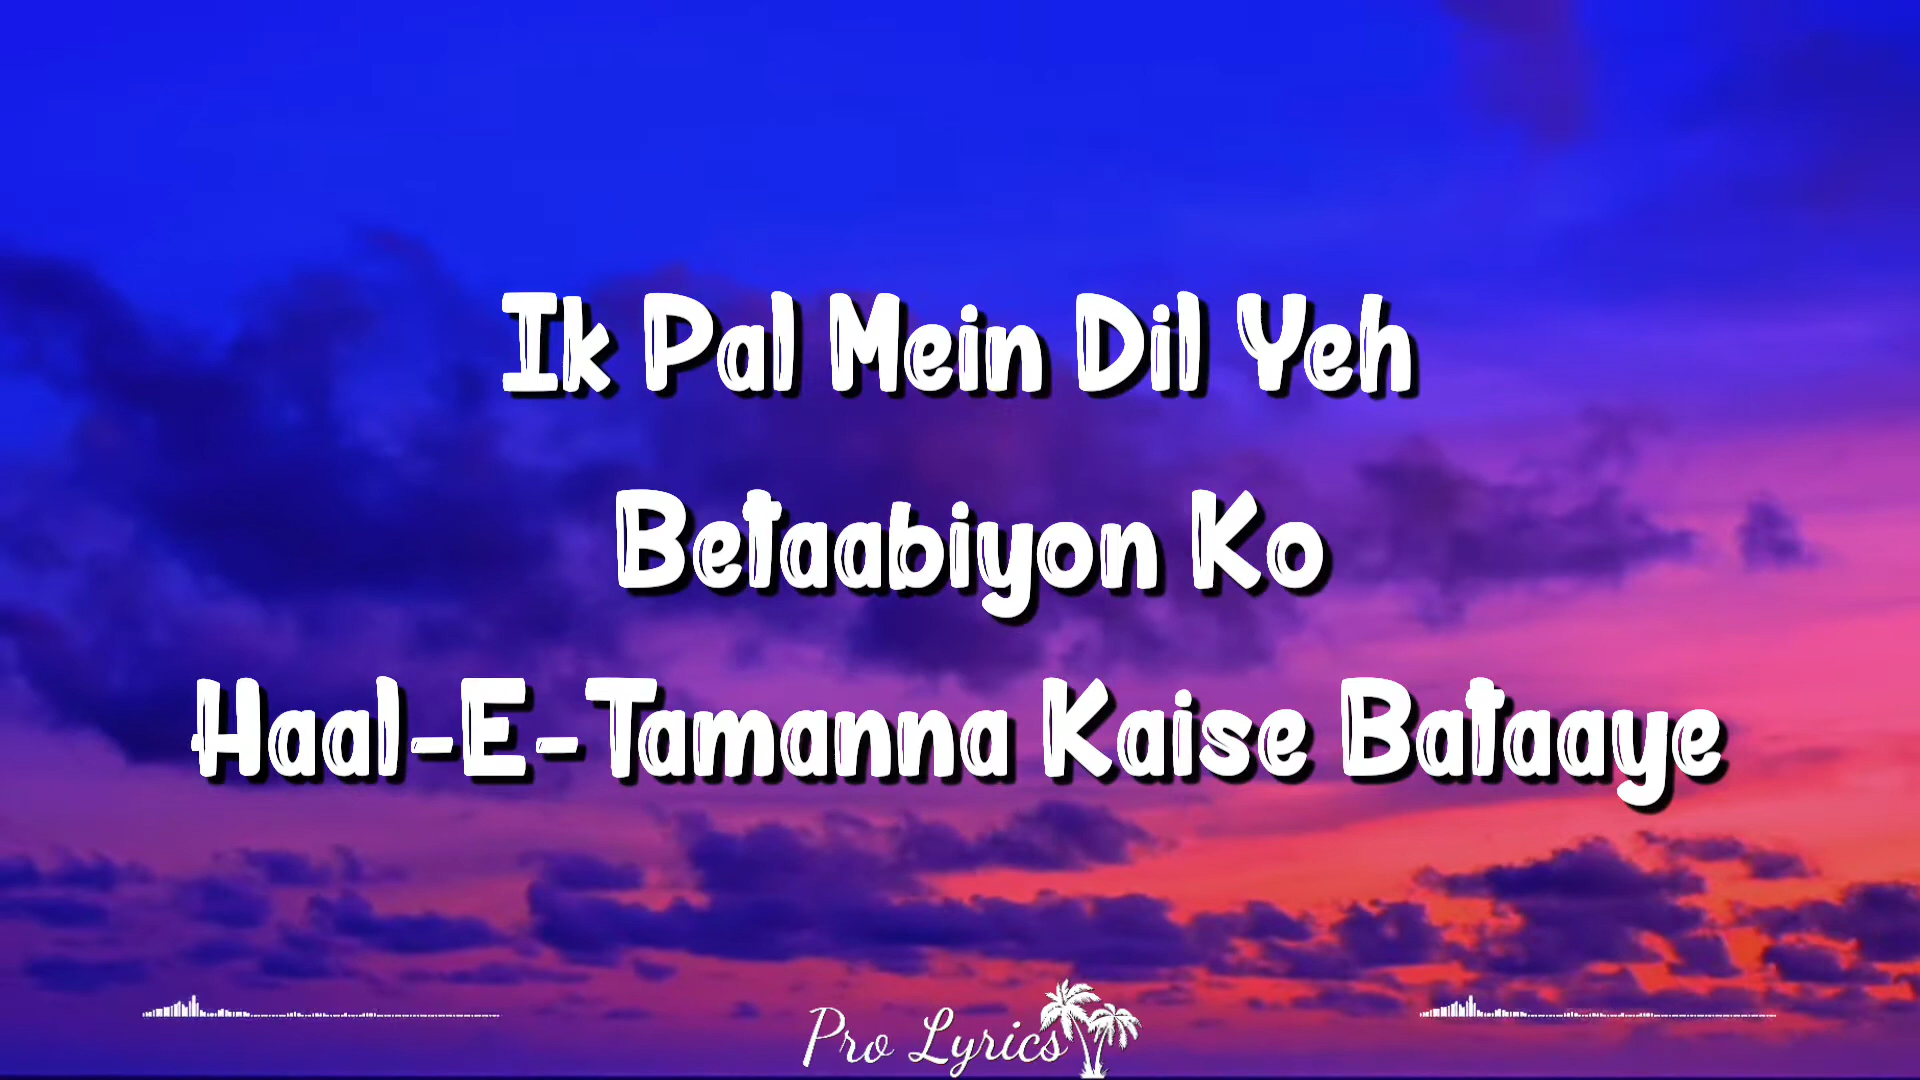 Ik Pal Mein Dil Yeh
Betaabiyon Ko
Haal-E-Tamanna Kaise Bataaye
Pro Lyrics